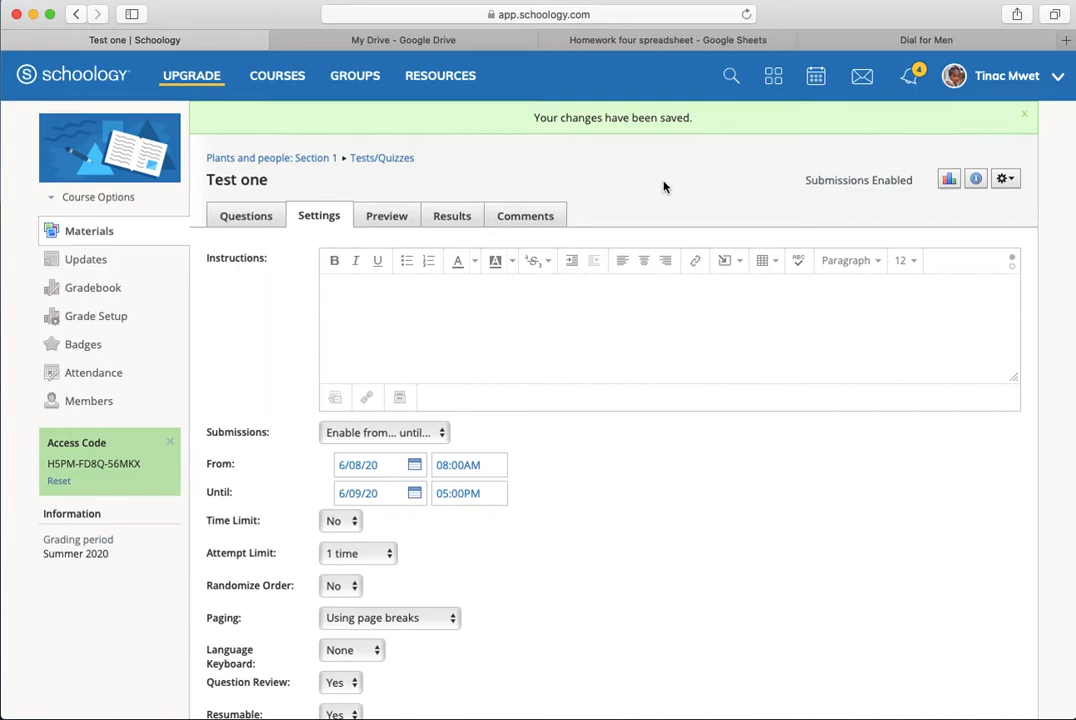 app.schoology.com
Test one | Schoology
My Drive - Google Drive
Homework four spreadsheet - Google Sheets
Dial for Men
S schoology
UPGRADE
COURSES
GROUPS
RESOURCES
4
Tinac Mwet
Your changes have been saved.
x
Plants and people: Section 1 ▸ Tests/Quizzes
Test one
Submissions Enabled
Course Options
Questions
Settings
Preview
Results
Comments
Materials
Updates
Gradebook
Grade Setup
Badges
Attendance
Members
Access Code
H5PM-FD8Q-56MKX
Reset
Information
Grading period
Summer 2020
Instructions:
B I U A A S ABC Paragraph 12
Submissions: Enable from... until...
From: 6/08/20 08:00AM
Until: 6/09/20 05:00PM
Time Limit: No
Attempt Limit: 1 time
Randomize Order: No
Paging: Using page breaks
Language
Keyboard: None
Question Review: Yes
Resumable: Yes